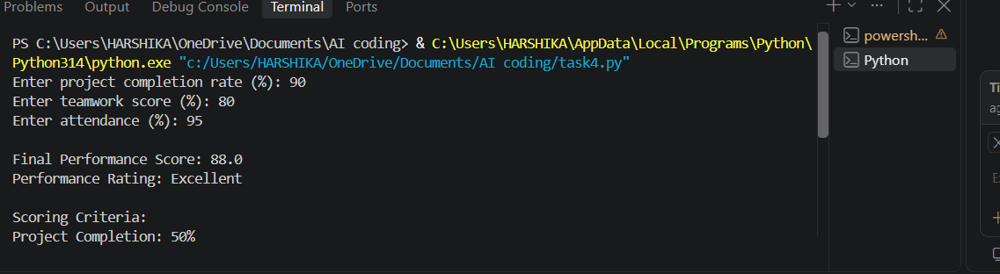 Problems Output Debug Console Terminal Ports
PS C:\Users\HARSHIKA\OneDrive\Documents\AI coding> & C:\Users\HARSHIKA\AppData\Local\Programs\Python\
Python314\python.exe "c:/Users/HARSHIKA/OneDrive/Documents/AI coding/task4.py"
Enter project completion rate (%): 90
Enter teamwork score (%): 80
Enter attendance (%): 95
Final Performance Score: 88.0
Performance Rating: Excellent
Scoring Criteria:
Project Completion: 50%
powersh...
Python